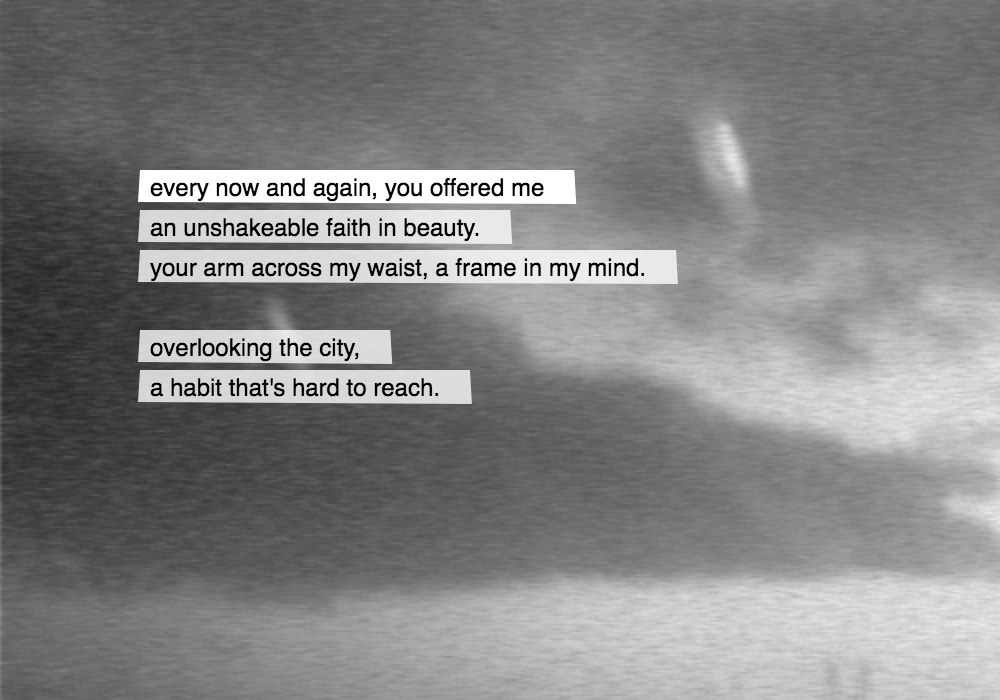 every now and again, you offered me
an unshakeable faith in beauty.
your arm across my waist, a frame in my mind.
overlooking the city,
a habit that's hard to reach.